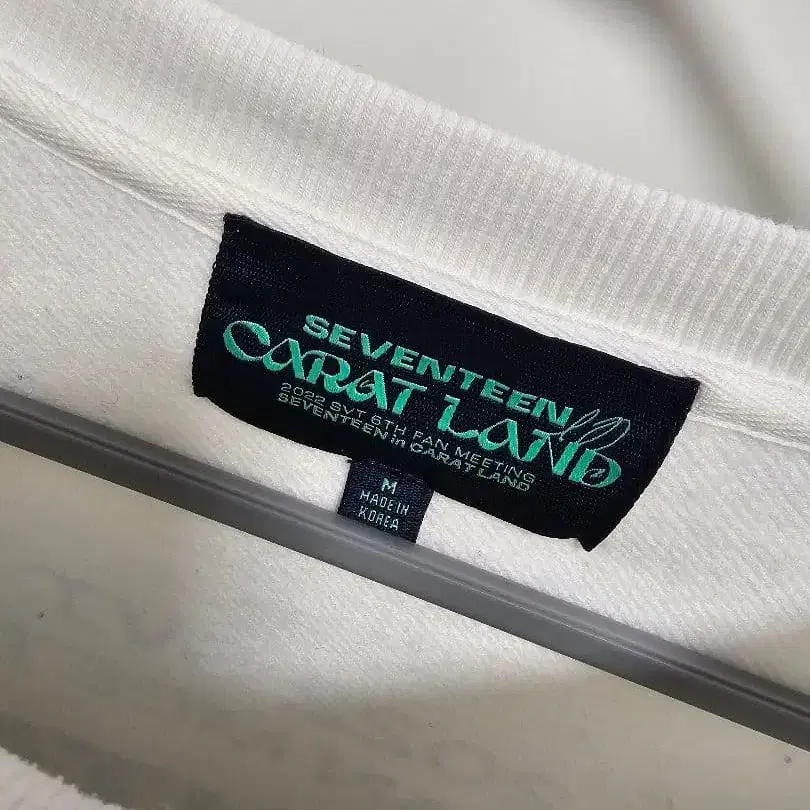 SEVENTEEN
CARAT LAND
2022 SVT 6TH FAN MEETING
SEVENTEEN in CARAT LAND
M
MADE IN
KOREA